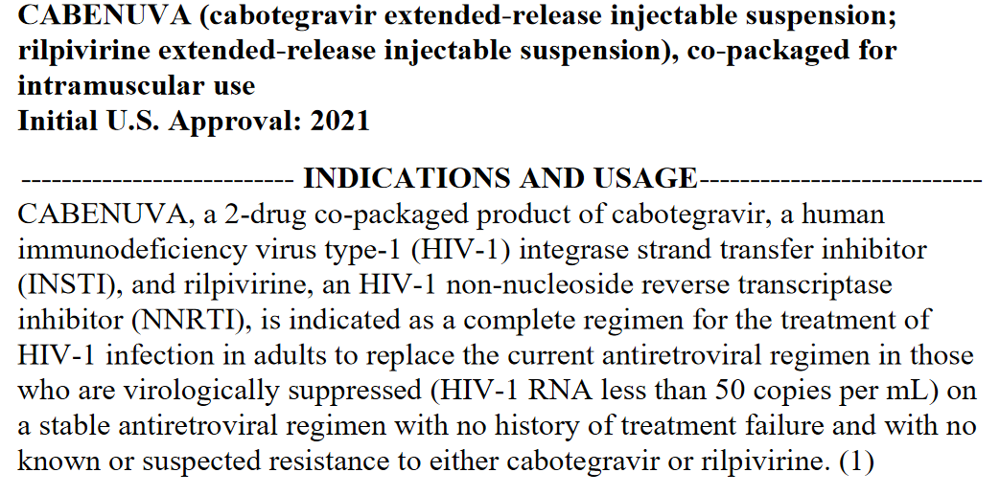 CABENUVA (cabotegravir extended-release injectable suspension;
rilpivirine extended-release injectable suspension), co-packaged for
intramuscular use
Initial U.S. Approval: 2021
--------------------------- INDICATIONS AND USAGE----------------------------
CABENUVA, a 2-drug co-packaged product of cabotegravir, a human
immunodeficiency virus type-1 (HIV-1) integrase strand transfer inhibitor
(INSTI), and rilpivirine, an HIV-1 non-nucleoside reverse transcriptase
inhibitor (NNRTI), is indicated as a complete regimen for the treatment of
HIV-1 infection in adults to replace the current antiretroviral regimen in those
who are virologically suppressed (HIV-1 RNA less than 50 copies per mL) on
a stable antiretroviral regimen with no history of treatment failure and with no
known or suspected resistance to either cabotegravir or rilpivirine. (1)